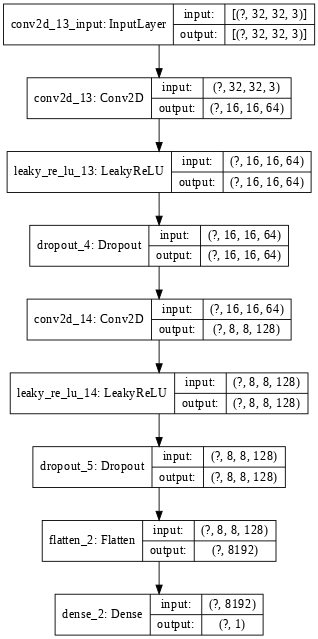 conv2d_13_input: InputLayer
input: [(?, 32, 32, 3)]
output: [(?, 32, 32, 3)]
conv2d_13: Conv2D
input: (?, 32, 32, 3)
output: (?, 16, 16, 64)
leaky_re_lu_13: LeakyReLU
input: (?, 16, 16, 64)
output: (?, 16, 16, 64)
dropout_4: Dropout
input: (?, 16, 16, 64)
output: (?, 16, 16, 64)
conv2d_14: Conv2D
input: (?, 16, 16, 64)
output: (?, 8, 8, 128)
leaky_re_lu_14: LeakyReLU
input: (?, 8, 8, 128)
output: (?, 8, 8, 128)
dropout_5: Dropout
input: (?, 8, 8, 128)
output: (?, 8, 8, 128)
flatten_2: Flatten
input: (?, 8, 8, 128)
output: (?, 8192)
dense_2: Dense
input: (?, 8192)
output: (?, 1)